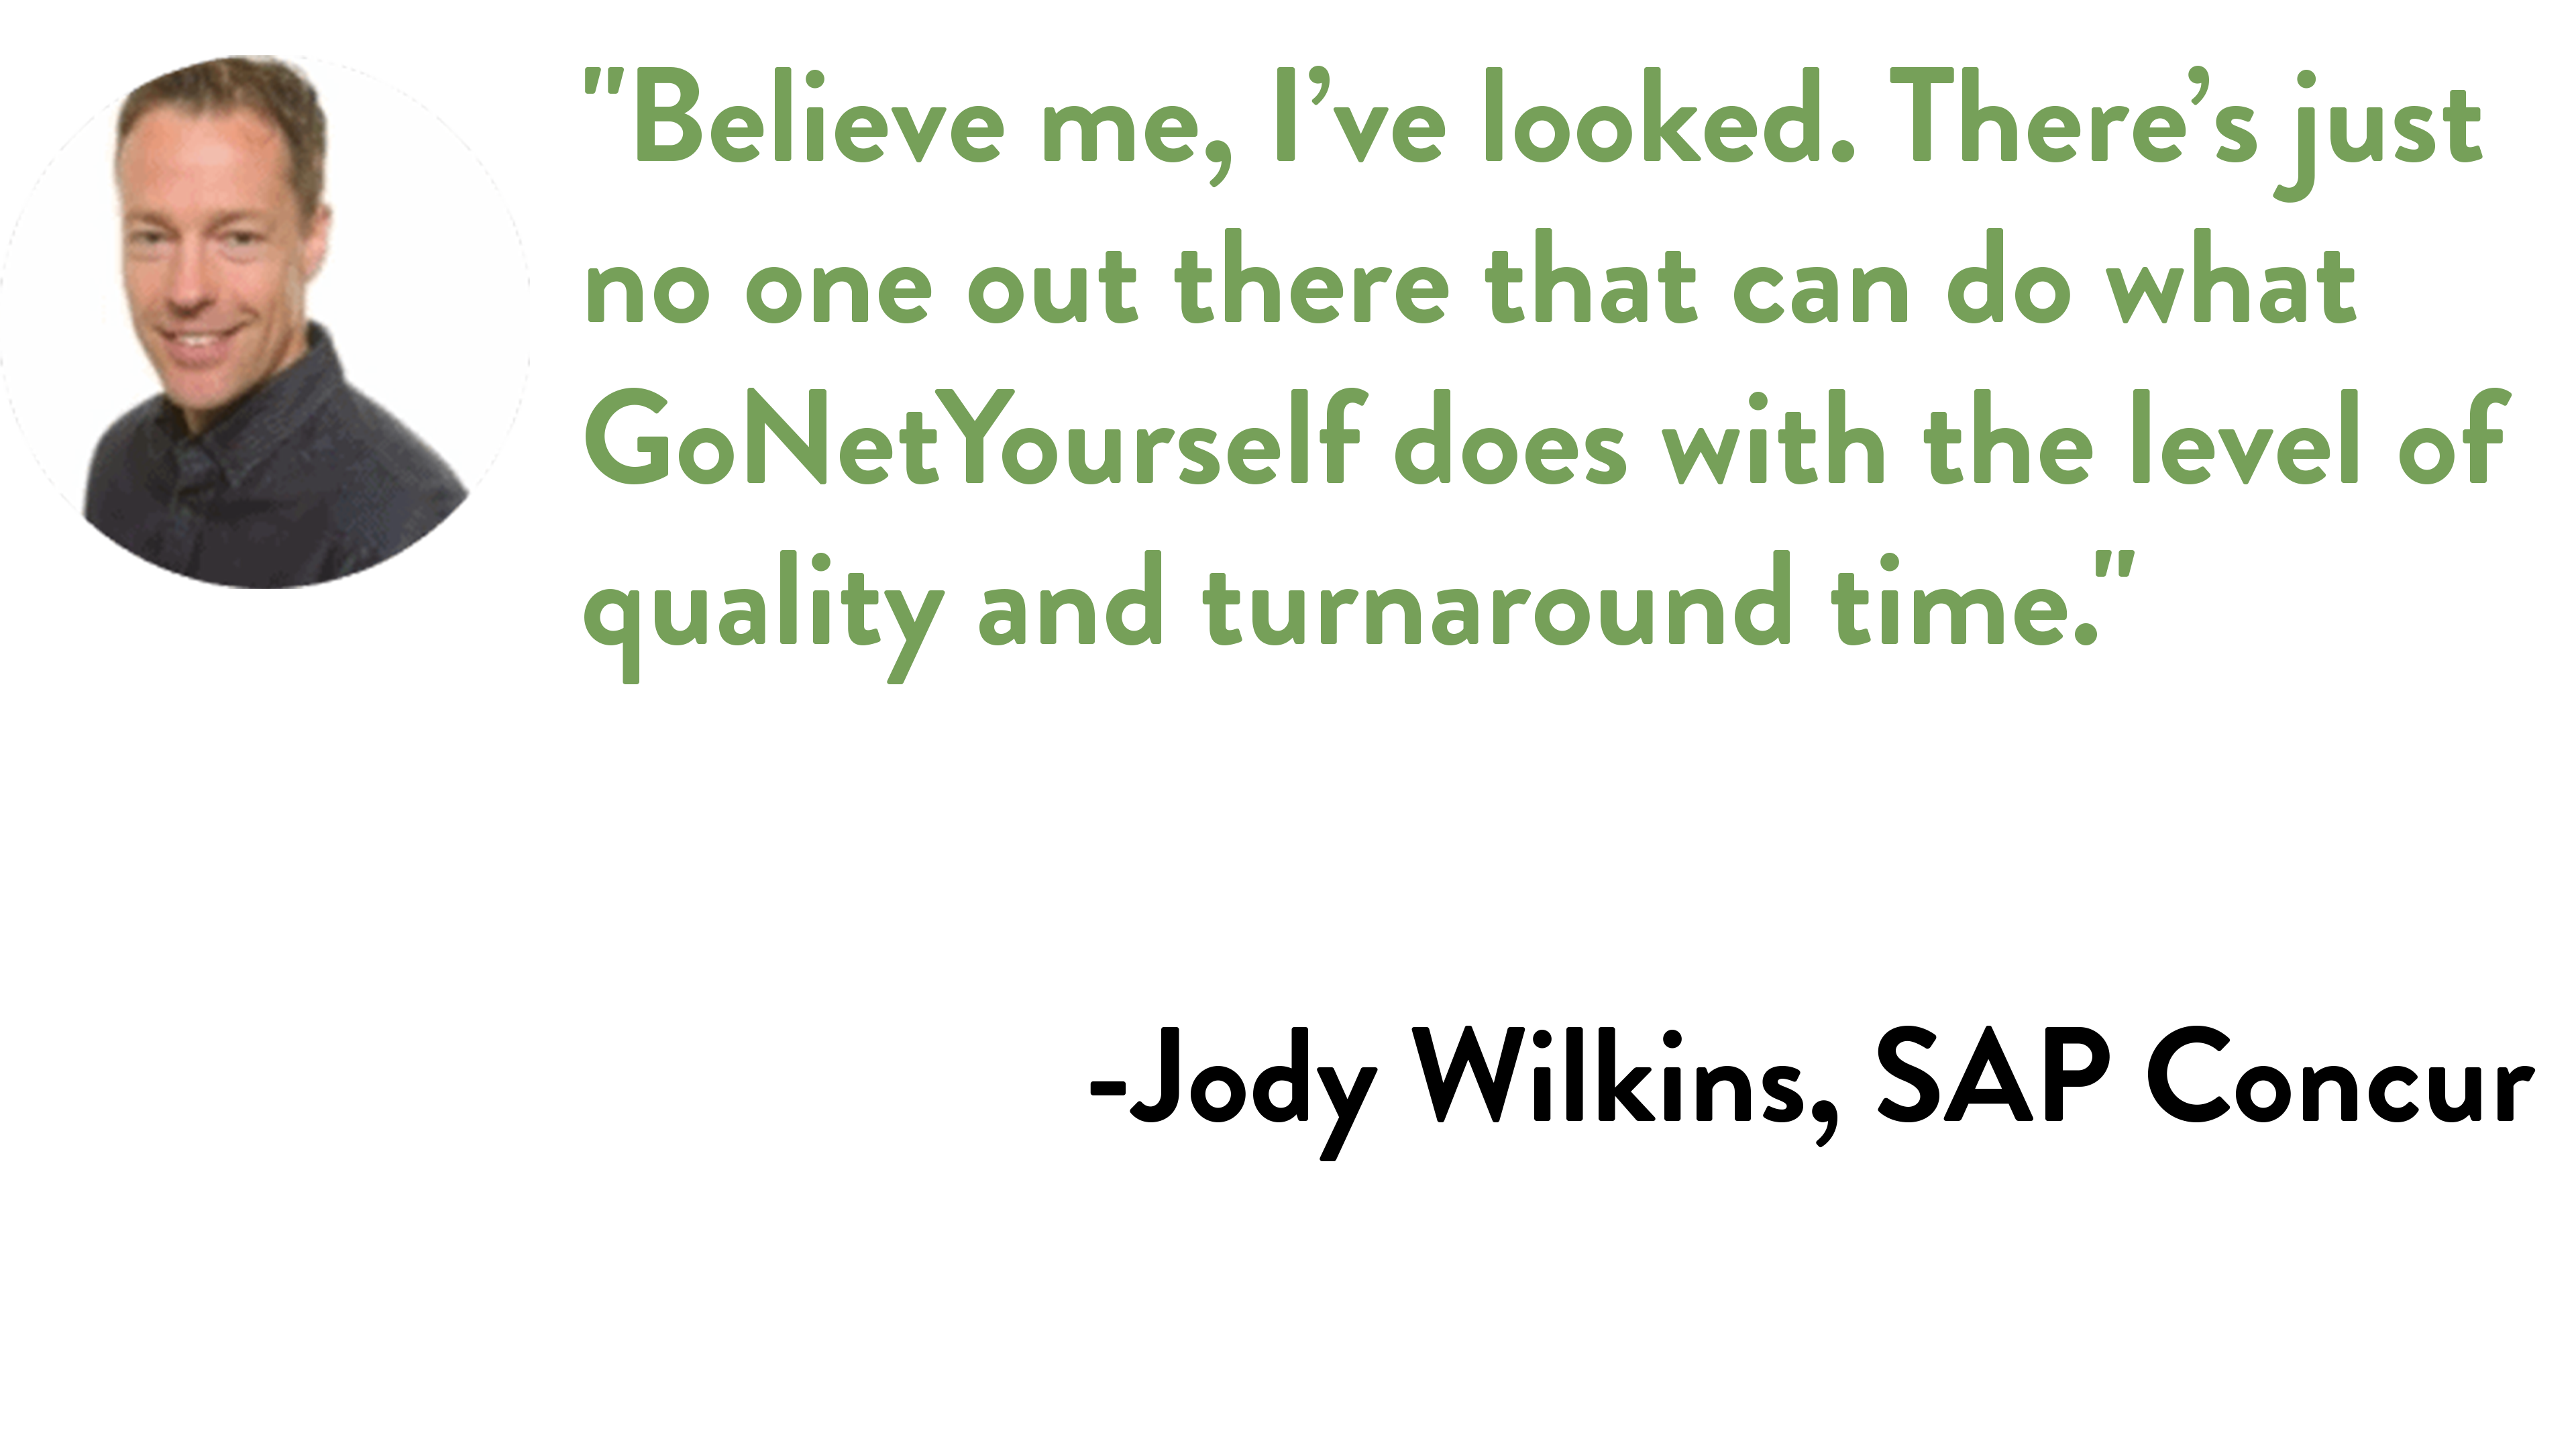 "Believe me, I’ve looked. There’s just
no one out there that can do what
GoNetYourself does with the level of
quality and turnaround time."
-Jody Wilkins, SAP Concur